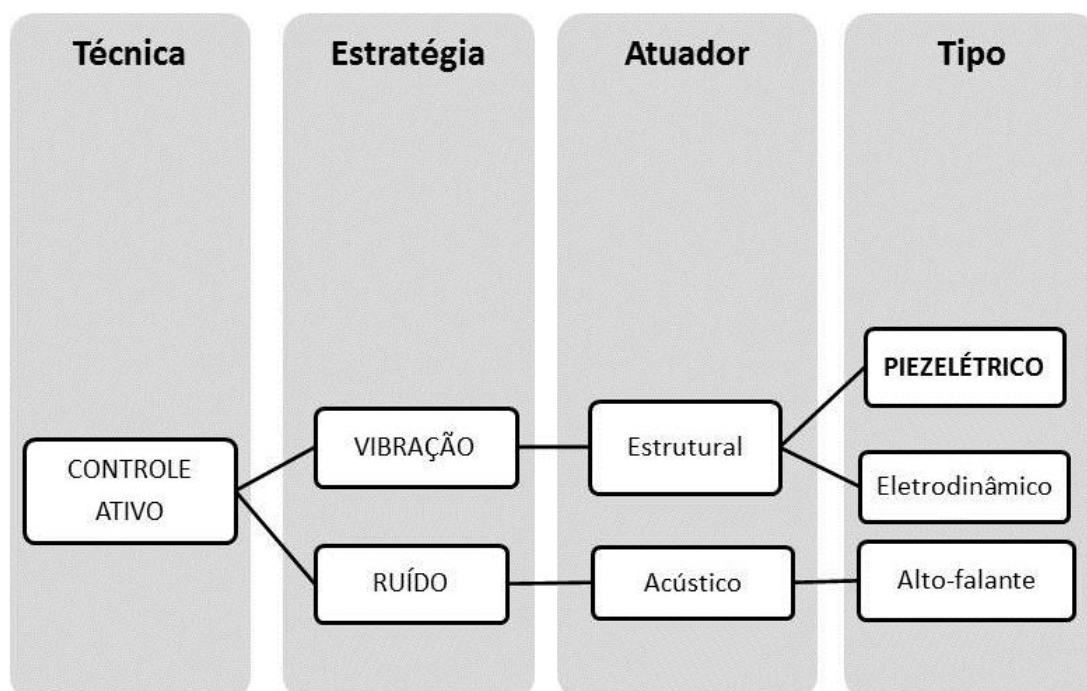 Técnica
Estratégia
Atuador
Tipo
PIEZELÉTRICO
VIBRAÇÃO
Estrutural
CONTROLE
ATIVO
Eletrodinâmico
RUÍDO
Acústico
Alto-falante